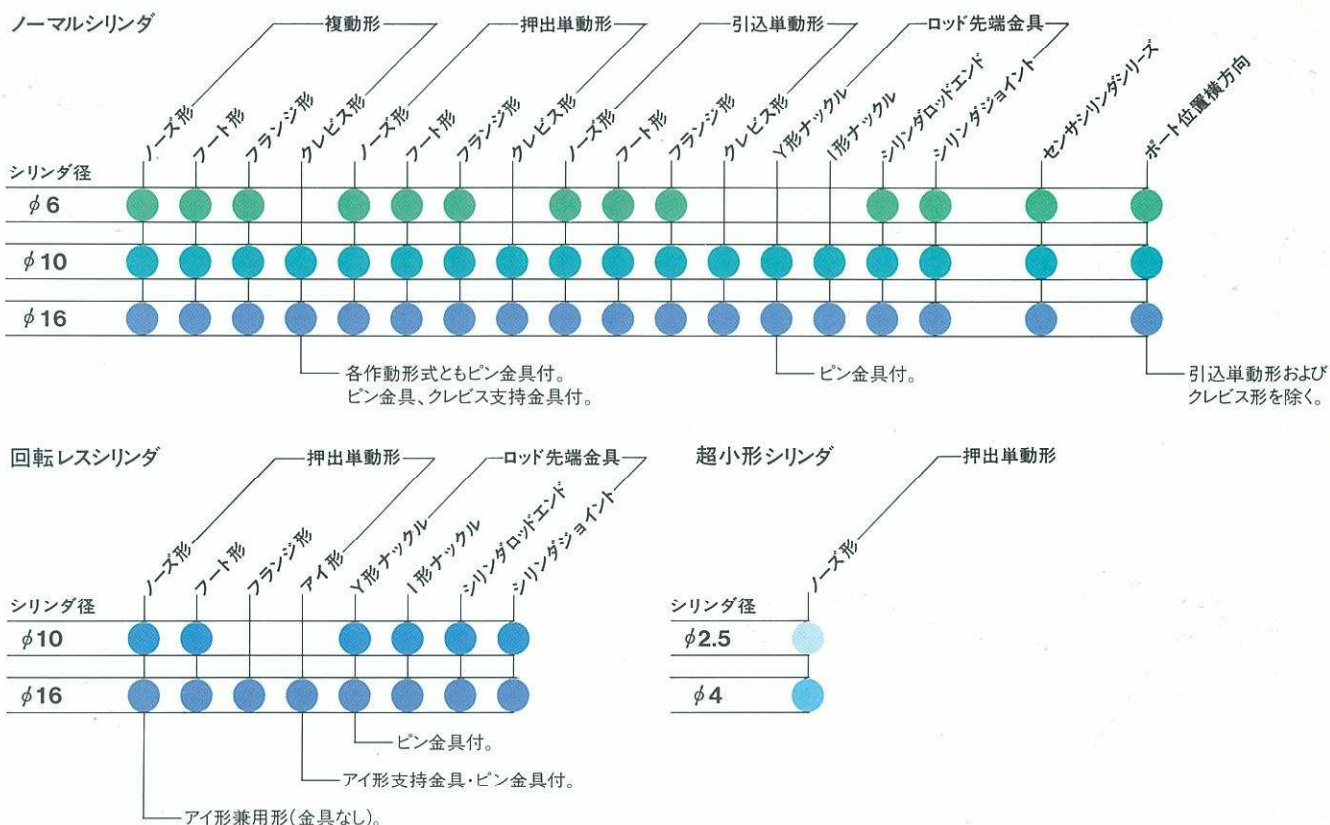 ノーマルシリンダ
複動形
押出単動形
引込単動形
ロッド先端金具
ノーズ形
フート形
フランジ形
クレビス形
ノーズ形
フート形
フランジ形
クレビス形
ノーズ形
フート形
フランジ形
クレビス形
Y形ナックル
I形ナックル
シリンダロッドエンド
シリンダジョイント
センサシリンダシリーズ
ポート位置横方向
シリンダ径
φ6
φ10
φ16
各作動形式ともピン金具付。
ピン金具、クレビス支持金具付。
ピン金具付。
引込単動形および
クレビス形を除く。
回転レスシリンダ
押出単動形
ロッド先端金具
ノーズ形
フート形
フランジ形
アイ形
Y形ナックル
I形ナックル
シリンダロッドエンド
シリンダジョイント
シリンダ径
φ10
φ16
ピン金具付。
アイ形支持金具・ピン金具付。
アイ形兼用形(金具なし)。
超小形シリンダ
押出単動形
ノーズ形
シリンダ径
φ2.5
φ4